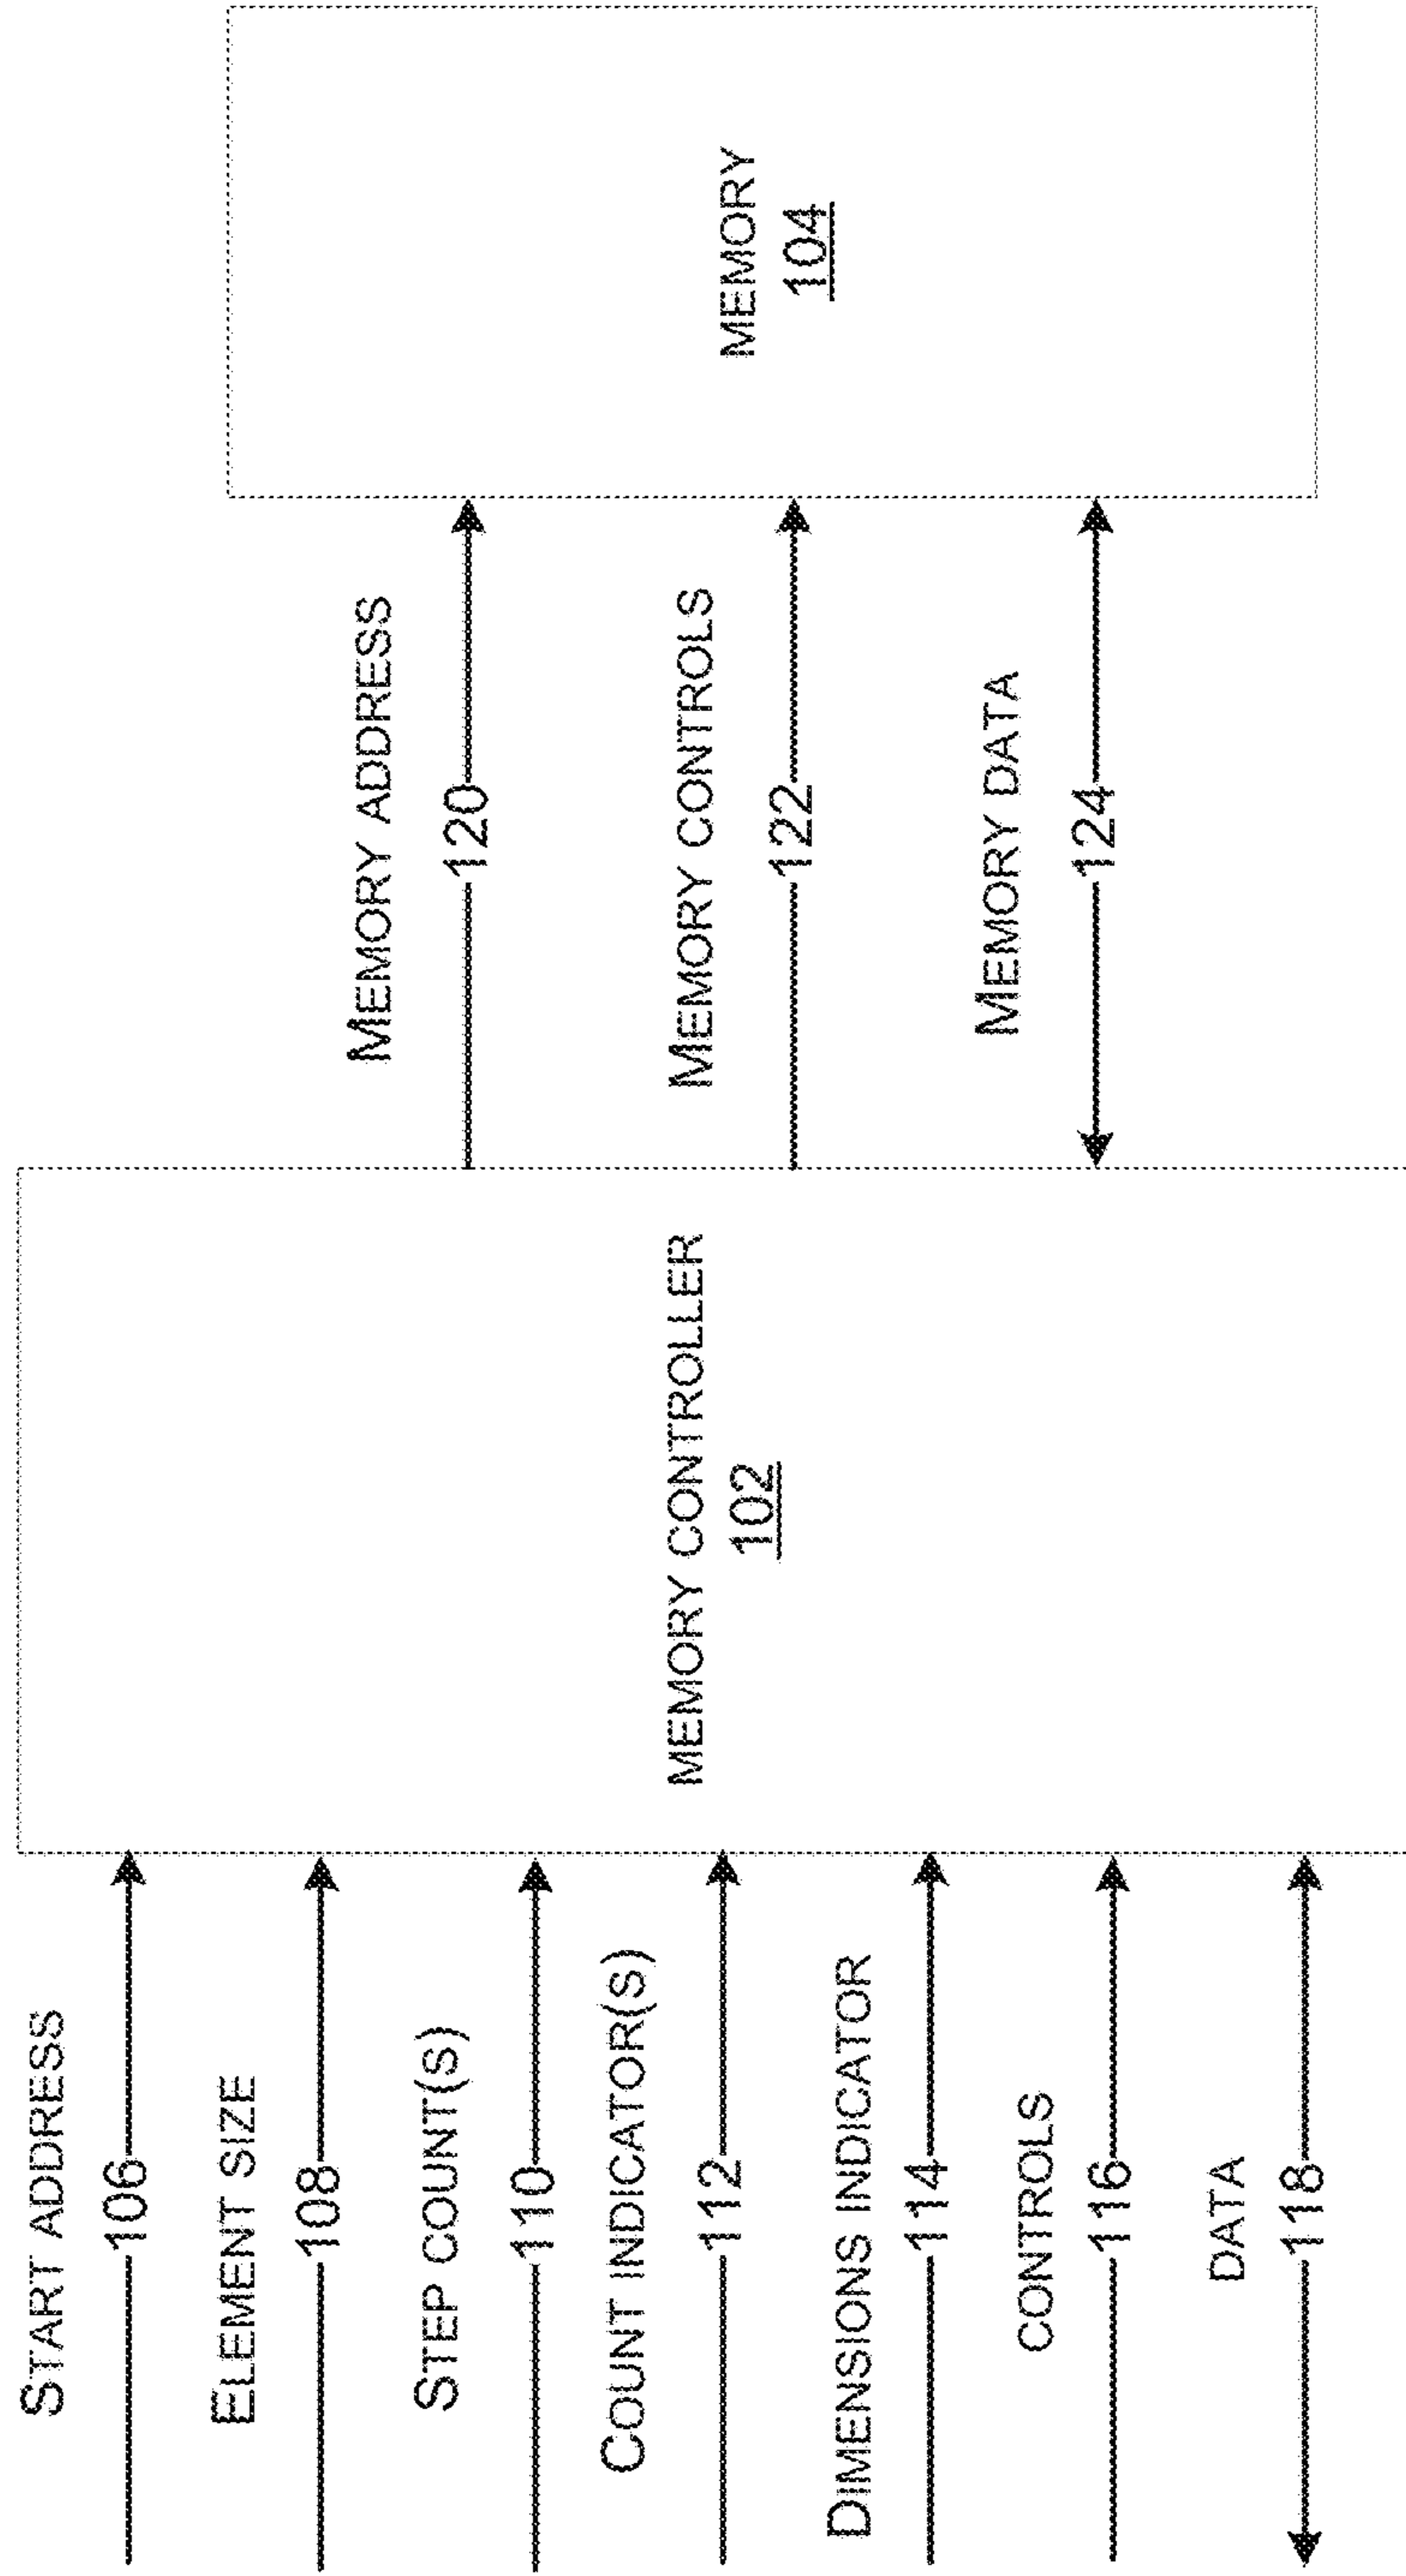 START ADDRESS
106
ELEMENT SIZE
108
STEP COUNT(S)
110
COUNT INDICATOR(S)
112
DIMENSIONS INDICATOR
114
CONTROLS
116
DATA
118
MEMORY CONTROLLER
102
MEMORY ADDRESS
120
MEMORY CONTROLS
122
MEMORY DATA
124
MEMORY
104